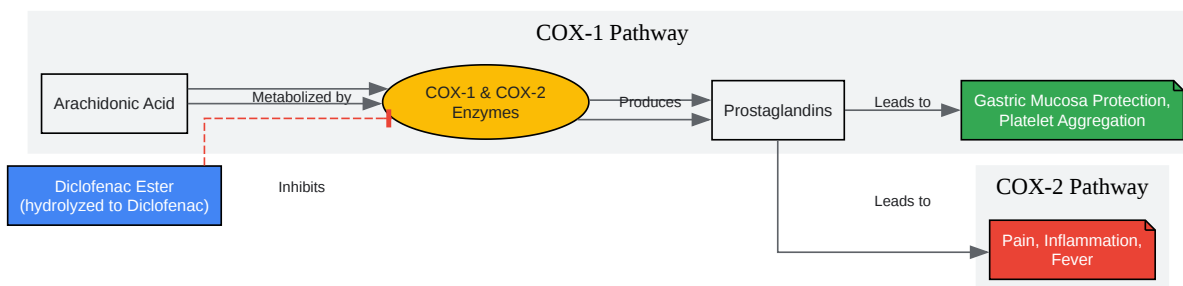 COX-1 Pathway
Arachidonic Acid
Metabolized by
COX-1 & COX-2
Enzymes
Produces
Prostaglandins
Leads to
Gastric Mucosa Protection,
Platelet Aggregation
Diclofenac Ester
(hydrolyzed to Diclofenac)
Inhibits
Leads to
COX-2 Pathway
Pain, Inflammation,
Fever